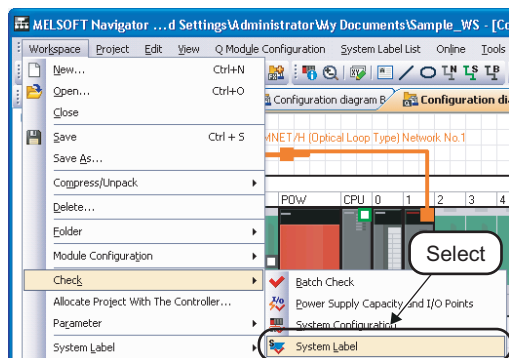 MELSOFT Navigator ...d Settings\Administrator\My Documents\Sample_WS - [Co
Workspace Project Edit View Q Module Configuration System Label List Online Tools
New... Ctrl+N
Open... Ctrl+O
Close
Save Ctrl + S
Save As...
Compress/Unpack
Delete...
Folder
Module Configuration
Check
Allocate Project With The Controller...
Parameter
System Label
Configuration diagram B Configuration di
MNET/H (Optical Loop Type) Network No.1
POW CPU 0 1 2 3 4
Select
Batch Check
Power Supply Capacity and I/O Points
System Configuration
System Label